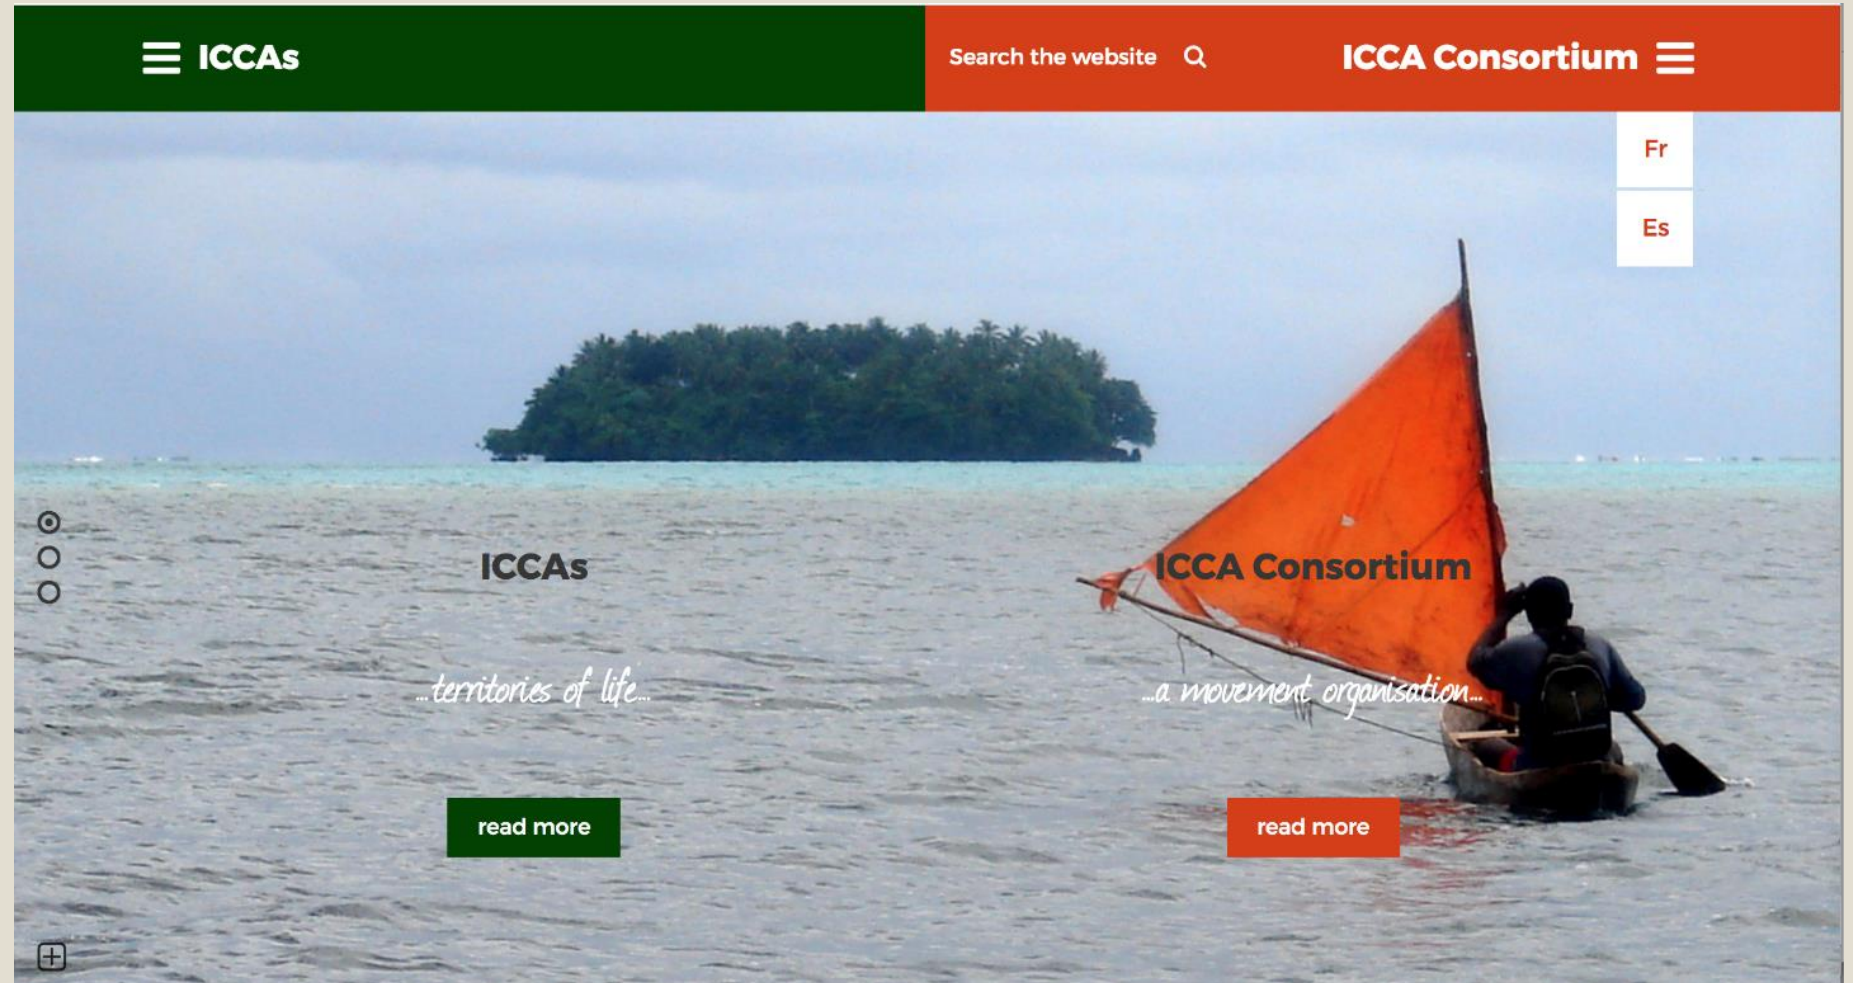 ICCAs
Search the website
ICCA Consortium
Fr
Es
ICCAs
ICCA Consortium
...territories of life...
...a movement organisation...
read more
read more